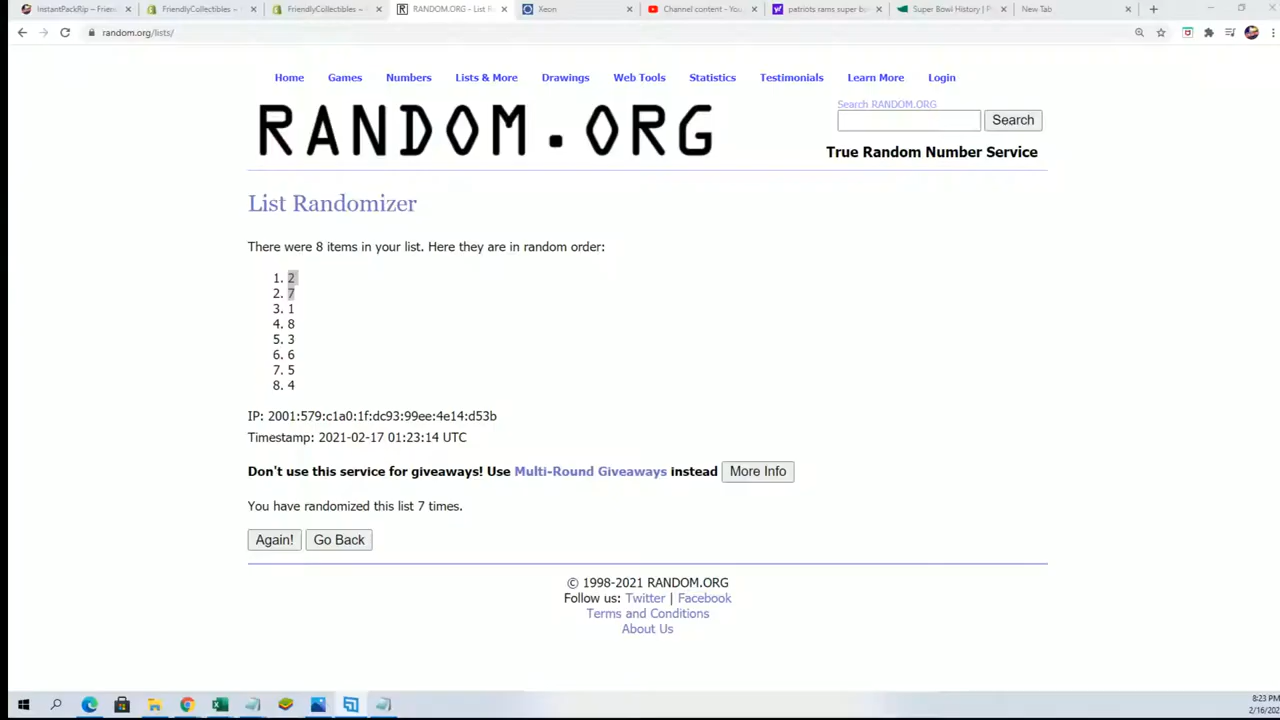 InstantPackRip – Frien
FriendlyCollectibles –
FriendlyCollectibles –
RANDOM.ORG - List R
Xeon
Channel content - You
patriots rams super b
Super Bowl History | P
New Tab
random.org/lists/
Home Games Numbers Lists & More Drawings Web Tools Statistics Testimonials Learn More Login
RANDOM.ORG
Search RANDOM.ORG
Search
True Random Number Service
List Randomizer
There were 8 items in your list. Here they are in random order:
1. 2
2. 7
3. 1
4. 8
5. 3
6. 6
7. 5
8. 4
IP: 2001:579:c1a0:1f:dc93:99ee:4e14:d53b
Timestamp: 2021-02-17 01:23:14 UTC
Don't use this service for giveaways! Use Multi-Round Giveaways instead More Info
You have randomized this list 7 times.
Again! Go Back
© 1998-2021 RANDOM.ORG
Follow us: Twitter | Facebook
Terms and Conditions
About Us
8:23 PM
2/16/202